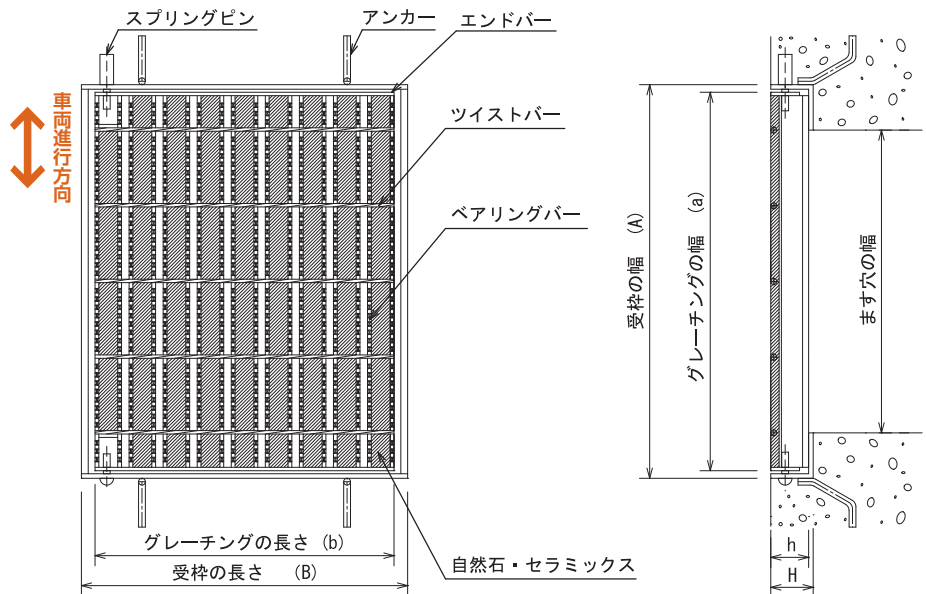 スプリングピン
アンカー
エンドバー
車両進行方向
ツイストバー
ベアリングバー
受枠の幅 (A)
グレーチングの幅 (a)
ます穴の幅
グレーチングの長さ (b)
受枠の長さ (B)
自然石・セラミックス
h
H